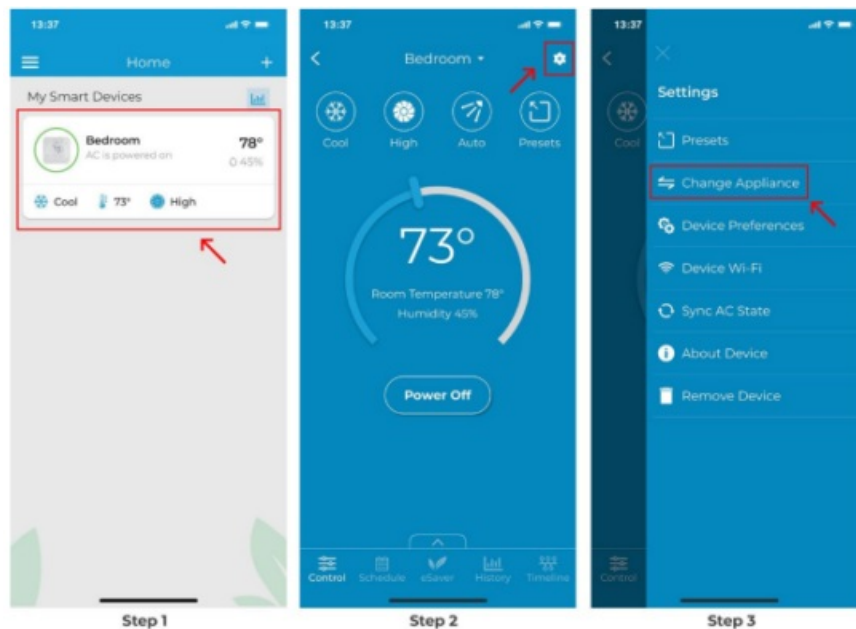 13:37
Home
My Smart Devices
Bedroom
78°
AC is powered on
45%
Cool
73°
High
Step 1
13:37
Bedroom
Cool
High
Auto
Presets
73°
Room Temperature 78°
Humidity 45%
Power Off
Control
Schedule
eSaver
History
Timeline
Step 2
13:37
Cool
Control
Settings
Presets
Change Appliance
Device Preferences
Device Wi-Fi
Sync AC State
About Device
Remove Device
Step 3